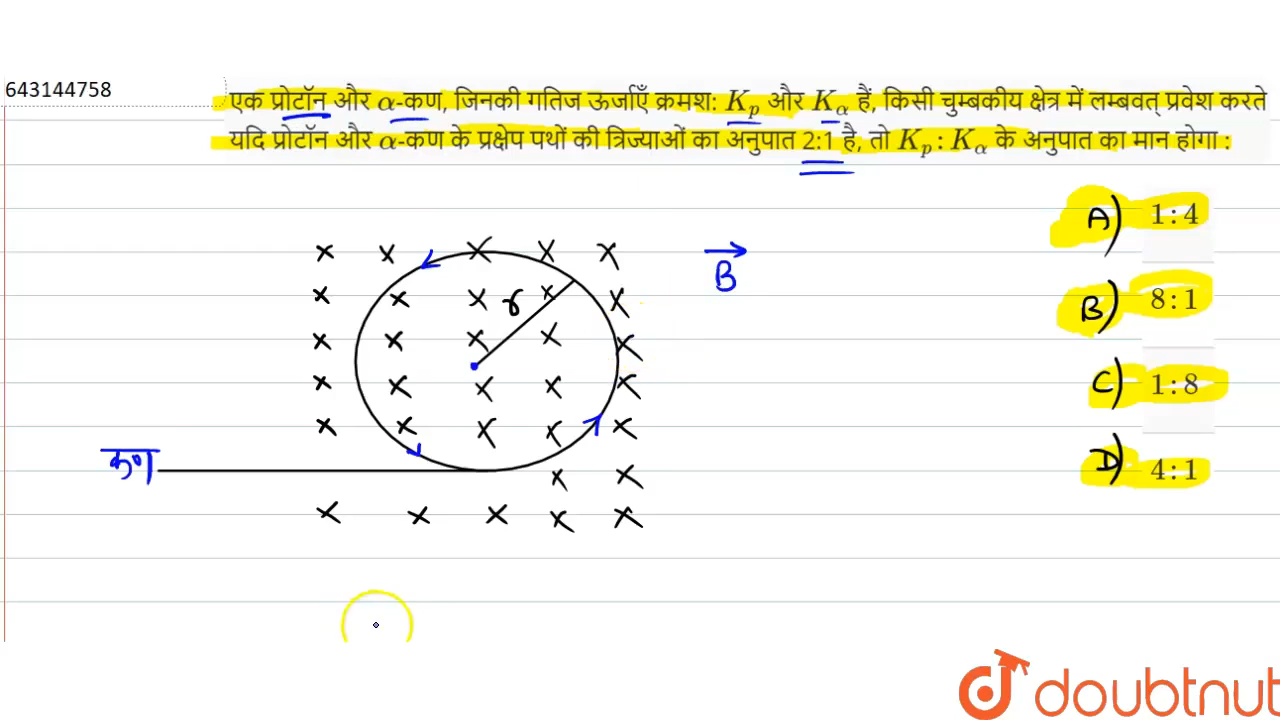 643144758
एक प्रोटॉन और α-कण, जिनकी गतिज ऊर्जाएँ क्रमश: K_p और K_α हैं, किसी चुम्बकीय क्षेत्र में लम्बवत् प्रवेश करते
यदि प्रोटॉन और α-कण के प्रक्षेप पथों की त्रिज्याओं का अनुपात 2:1 है, तो K_p : K_α के अनुपात का मान होगा :
A) 1 : 4
B
r
B) 8 : 1
C) 1 : 8
कण
D) 4 : 1
doubtnut